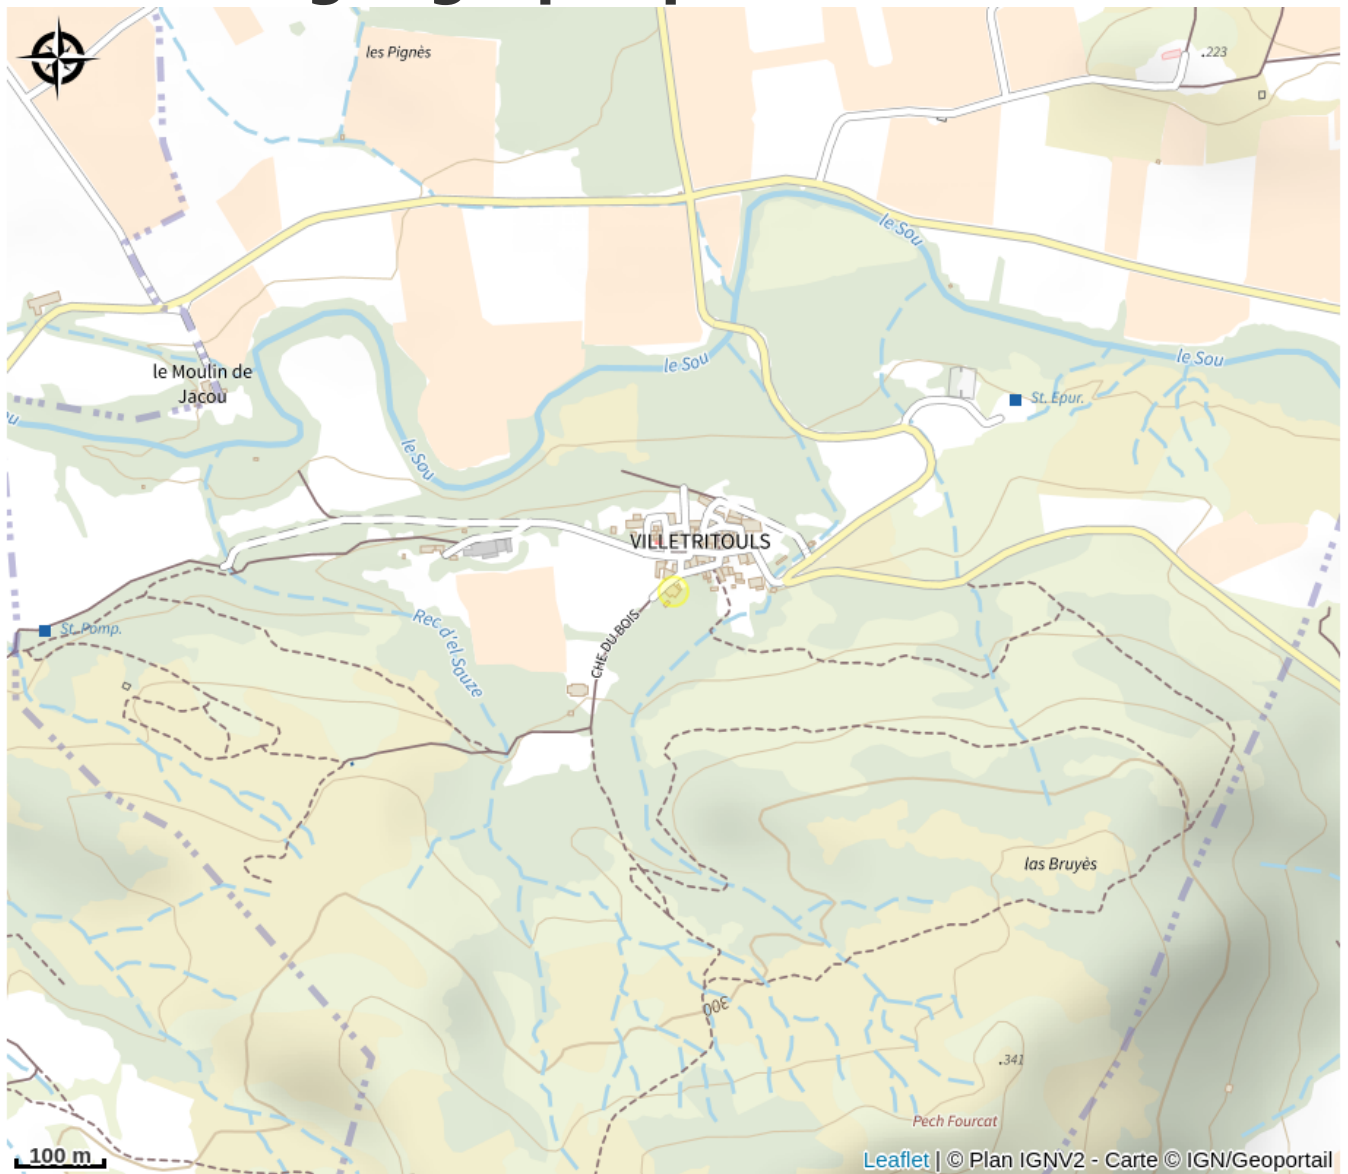 les Pignès
.223
le Sou
le Sou
le Sou
le Moulin de
Jacou
St. Epur.
le Sou
VILLETRITOULS
CHE DU BOIS
St. Pomp.
Rec d'el Sauze
las Bruyès
300
.341
Pech Fourcat
100 m
Leaflet | © Plan IGNV2 - Carte © IGN/Geoportail